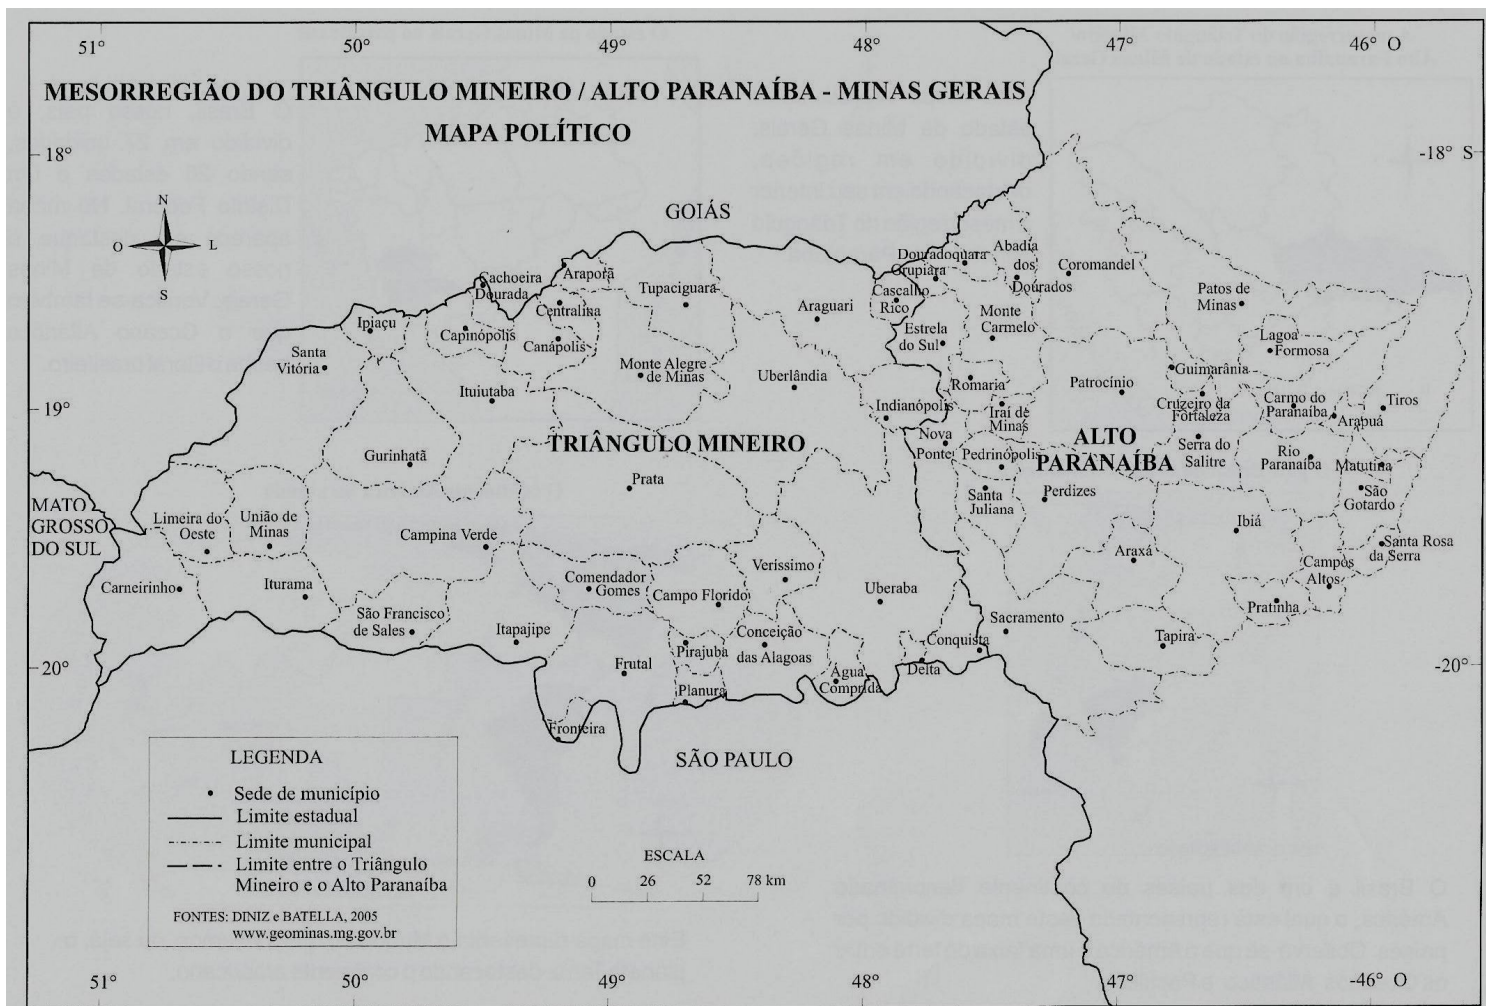 51°
50°
49°
48°
47°
46° O
MESORREGIÃO DO TRIÂNGULO MINEIRO / ALTO PARANAÍBA - MINAS GERAIS
MAPA POLÍTICO
18°
-18° S
N
O
L
S
GOIÁS
Cachoeira
Dourada
Araporã
Centralina
Tupaciguara
Araguari
Douradoquara
Grupiara
Cascalho
Rico
Abadia
dos
Dourados
Coromandel
Patos de
Minas
Ipiaçu
Capinópolis
Canápolis
Estrela
do Sul
Monte
Carmelo
Lagoa
Formosa
Santa
Vitória
Ituiutaba
Monte Alegre
de Minas
Uberlândia
Romaria
Patrocínio
Guimarânia
19°
-19°
Indianópolis
Iraí de
Minas
Cruzeiro da
Fortaleza
Carmo do
Paranaíba
Arapuá
Tiros
TRIÂNGULO MINEIRO
ALTO
PARANAÍBA
Gurinhatã
Prata
Nova
Ponte
Pedrinópolis
Serra do
Salitre
Rio
Paranaíba
Matutina
São
Gotardo
MATO
GROSSO
DO SUL
Limeira do
Oeste
União de
Minas
Campina Verde
Santa
Juliana
Perdizes
Ibiá
Santa Rosa
da Serra
Araxá
Campos
Altos
Carneirinho
Iturama
Comendador
Gomes
Campo Florido
Veríssimo
Uberaba
Pratinha
São Francisco
de Sales
Itapajipe
Pirajuba
Conceição
das Alagoas
Conquista
Sacramento
Tapira
20°
-20°
Frutal
Planura
Água
Comprida
Delta
Fronteira
SÃO PAULO
LEGENDA
Sede de município
Limite estadual
Limite municipal
Limite entre o Triângulo
Mineiro e o Alto Paranaíba
FONTES: DINIZ e BATELLA, 2005
www.geominas.mg.gov.br
ESCALA
0 26 52 78 km
51°
50°
49°
48°
47°
-46° O